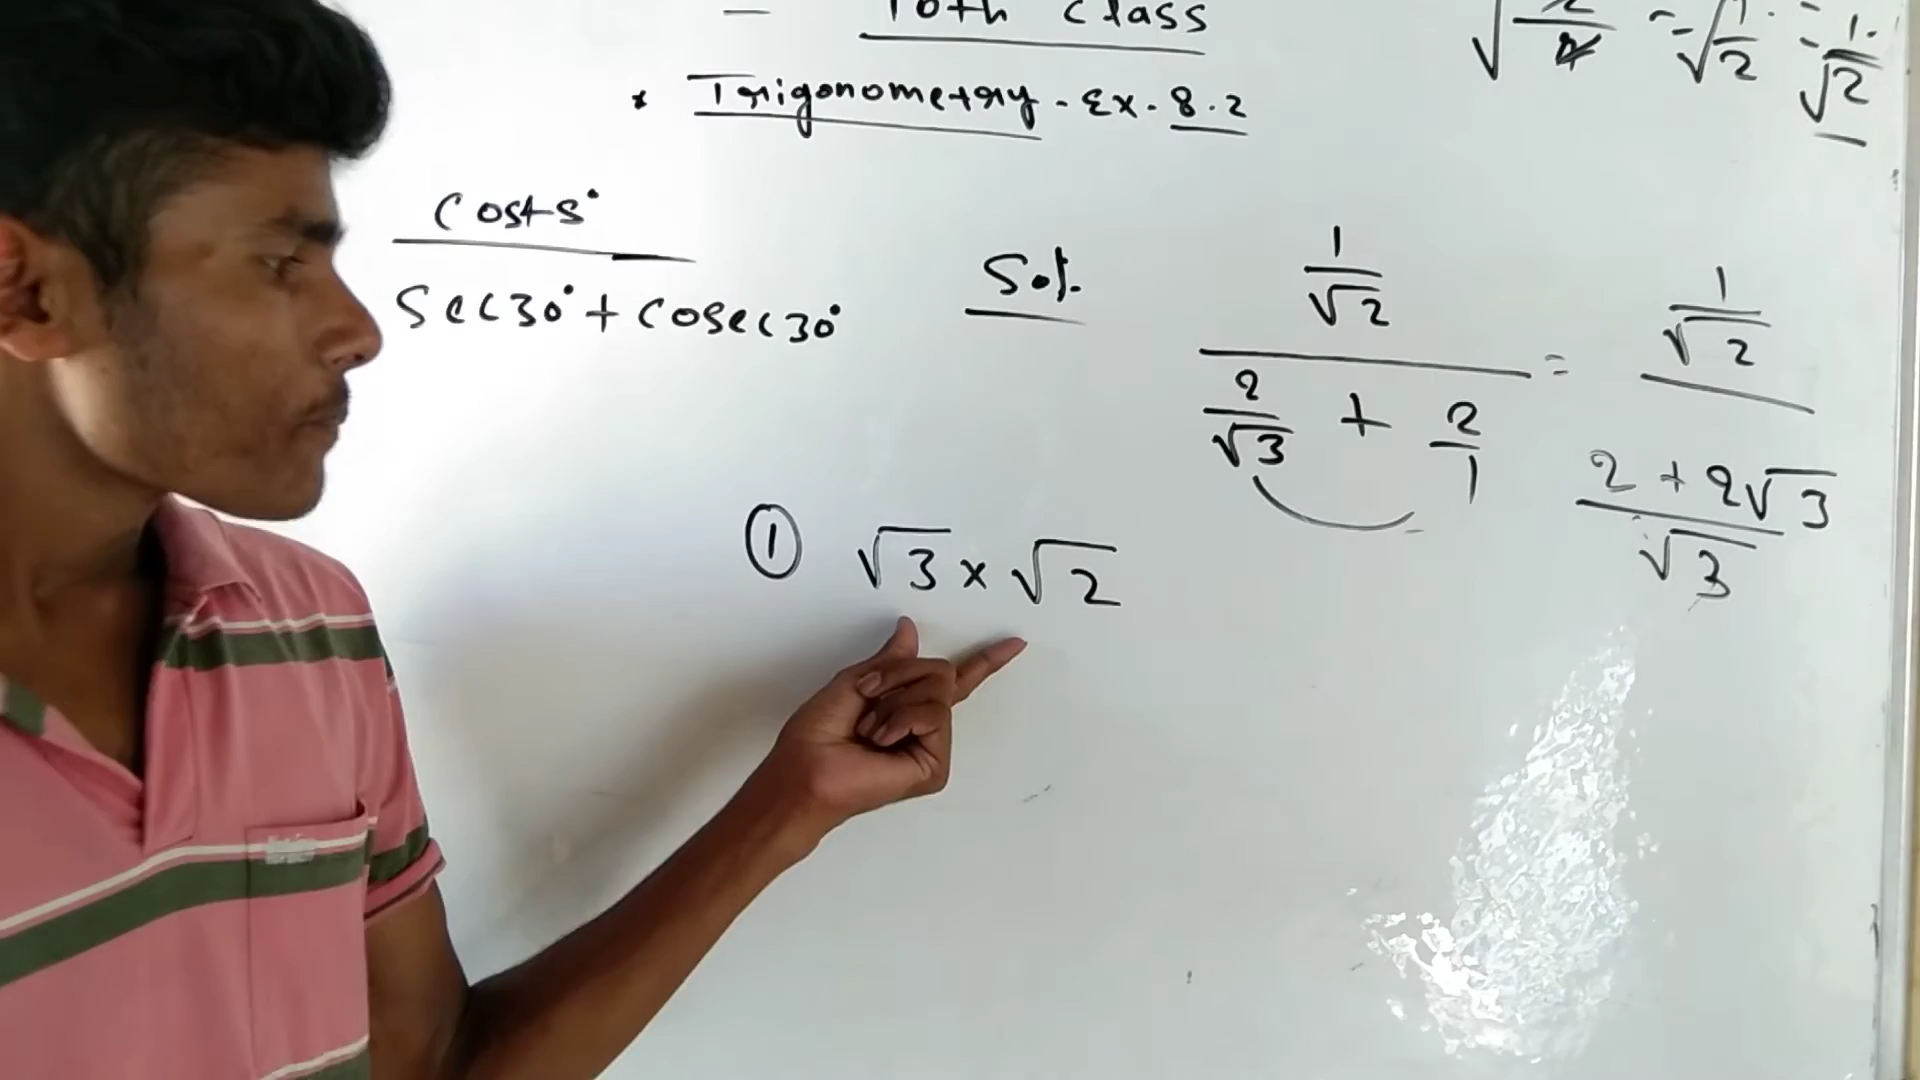 — 10th Class
* Trigonometry - Ex - 8.2
√ = √1/2 = 1/√2
Cos45°
Sec30° + Cosec30°
Sol.
1/√2
2/√3 + 2/1
=
1/√2
2 + 2√3
√3
① √3 × √2